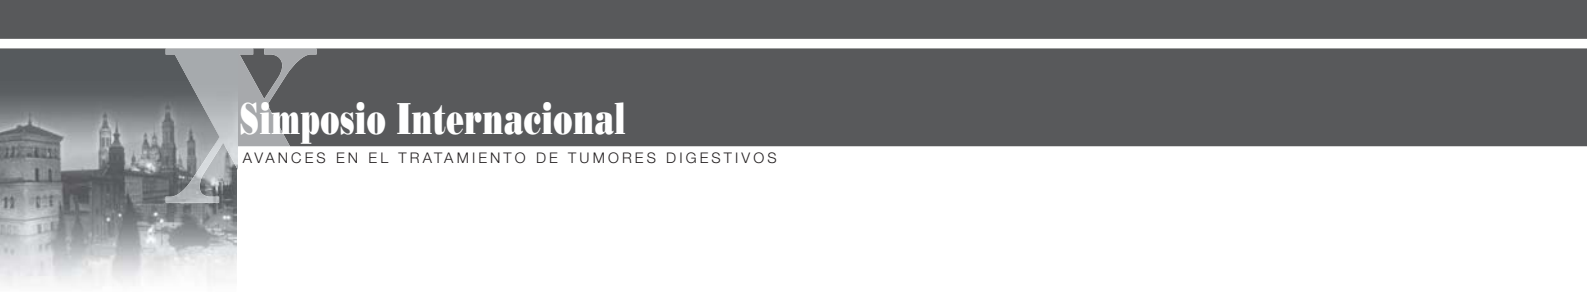 X
Simposio Internacional
AVANCES EN EL TRATAMIENTO DE TUMORES DIGESTIVOS